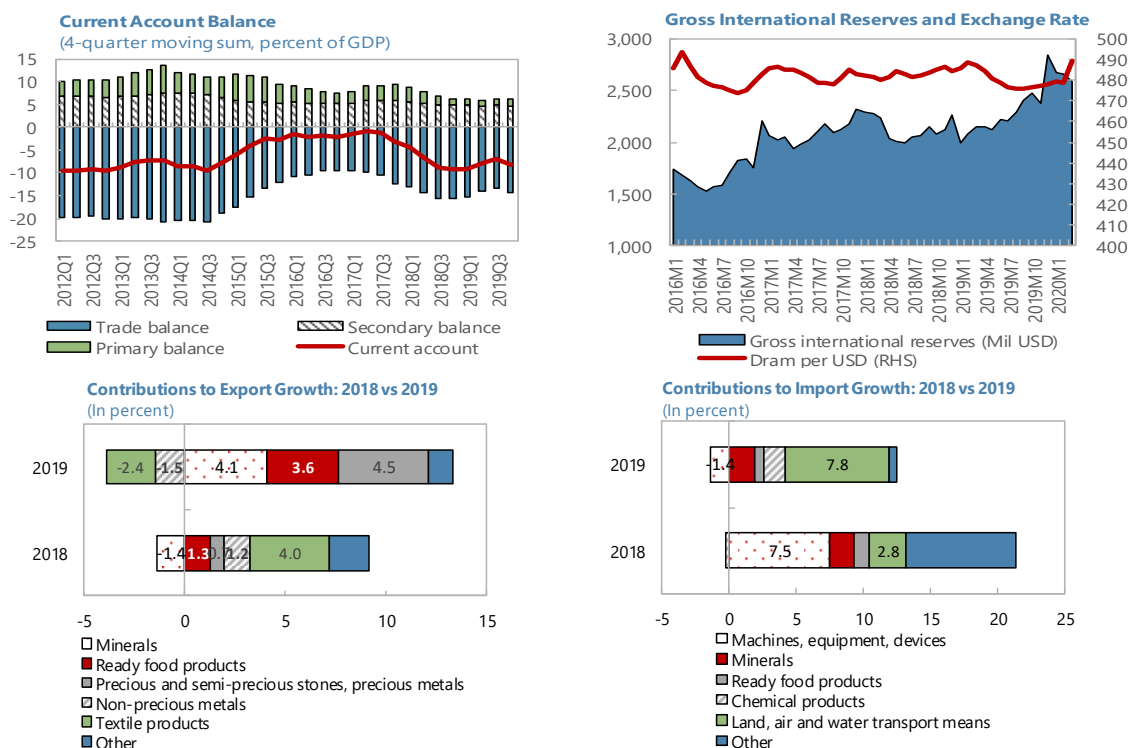 Current Account Balance
(4-quarter moving sum, percent of GDP)
15
10
5
0
-5
-10
-15
-20
-25
2012Q1
2012Q3
2013Q1
2013Q3
2014Q1
2014Q3
2015Q1
2015Q3
2016Q1
2016Q3
2017Q1
2017Q3
2018Q1
2018Q3
2019Q1
2019Q3
Trade balance
Secondary balance
Primary balance
Current account
Gross International Reserves and Exchange Rate
3,000
2,500
2,000
1,500
1,000
500
490
480
470
460
450
440
430
420
410
400
2016M1
2016M4
2016M7
2016M10
2017M1
2017M4
2017M7
2017M10
2018M1
2018M4
2018M7
2018M10
2019M1
2019M4
2019M7
2019M10
2020M1
Gross international reserves (Mil USD)
Dram per USD (RHS)
Contributions to Export Growth: 2018 vs 2019
(In percent)
2019
-2.4
-1.5
4.1
3.6
4.5
2018
-1.4
1.3
0.7
1.2
4.0
-5
0
5
10
15
Minerals
Ready food products
Precious and semi-precious stones, precious metals
Non-precious metals
Textile products
Other
Contributions to Import Growth: 2018 vs 2019
(In percent)
2019
-1.4
7.8
2018
7.5
2.8
-5
0
5
10
15
20
25
Machines, equipment, devices
Minerals
Ready food products
Chemical products
Land, air and water transport means
Other